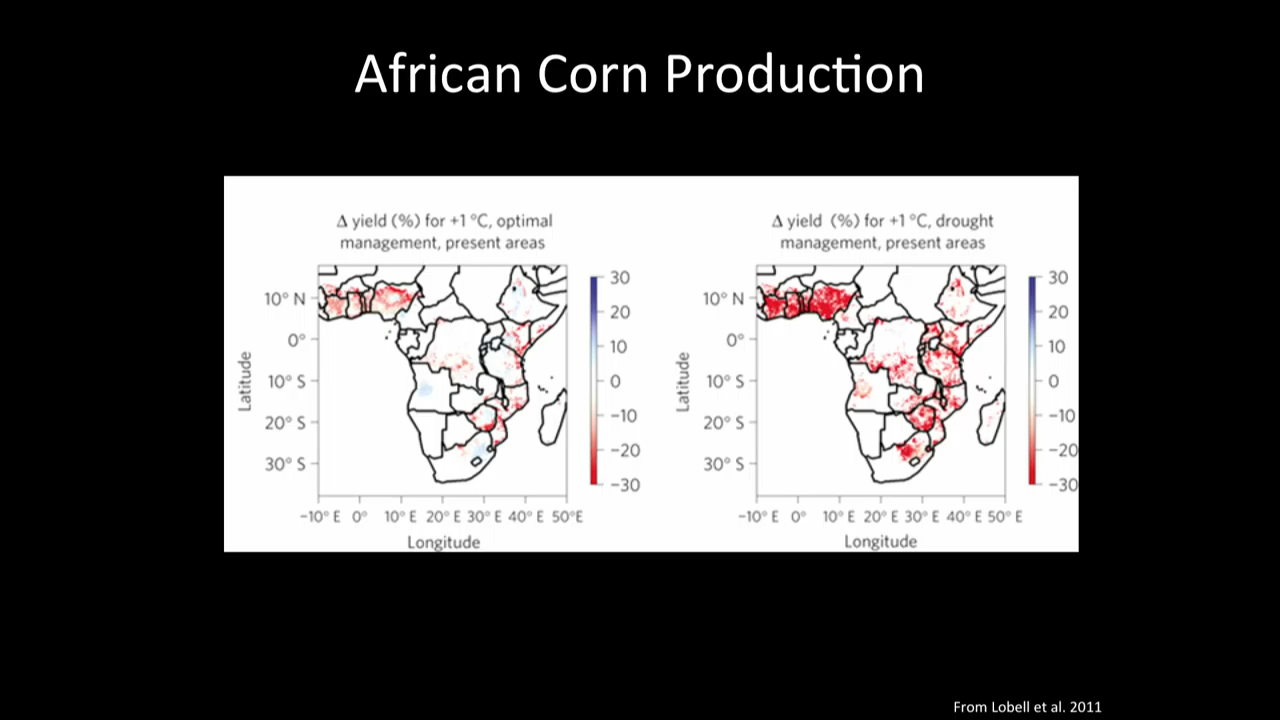 African Corn Production
Δ yield (%) for +1 °C, optimal
management, present areas
30
20
10
0
−10
−20
−30
10° N
0°
10° S
20° S
30° S
Latitude
−10° E 0° 10° E 20° E 30° E 40° E 50°E
Longitude
Δ yield (%) for +1 °C, drought
management, present areas
30
20
10
0
−10
−20
−30
10° N
0°
10° S
20° S
30° S
Latitude
−10° E 0° 10° E 20° E 30° E 40° E 50° E
Longitude
From Lobell et al. 2011